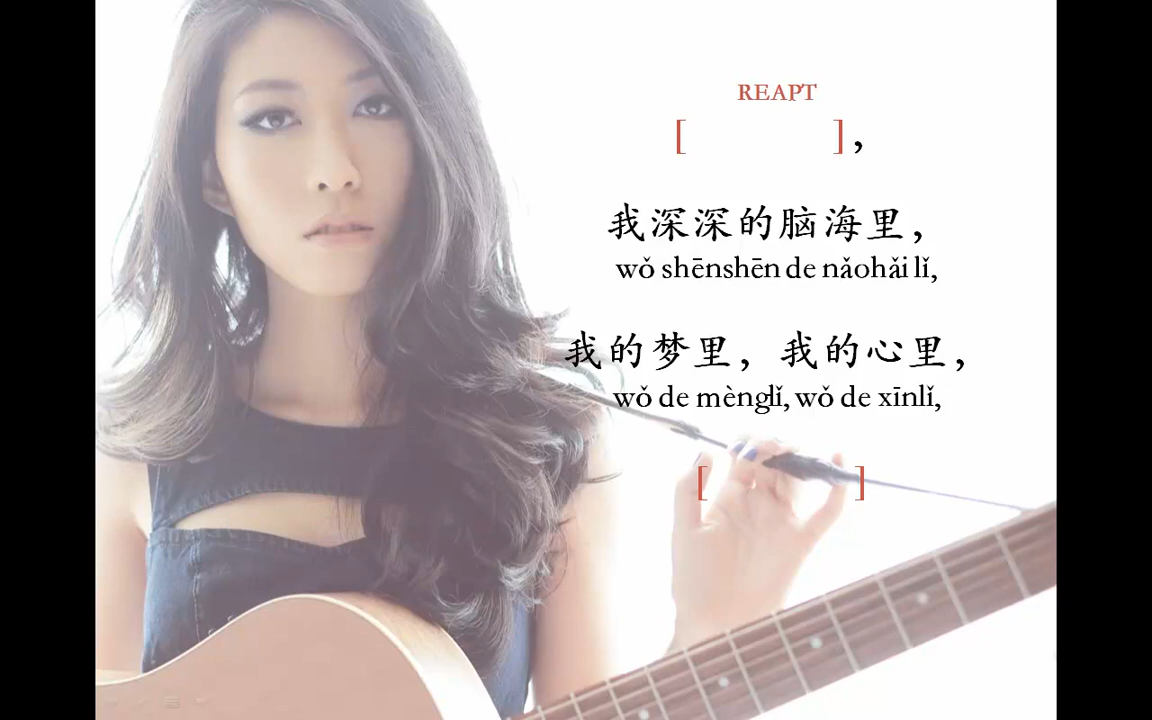 REAPT
[ ]，
我深深的脑海里，
wǒ shēnshēn de nǎohǎi lǐ,
我的梦里，我的心里，
wǒ de mènglǐ, wǒ de xīnlǐ,
[ ]